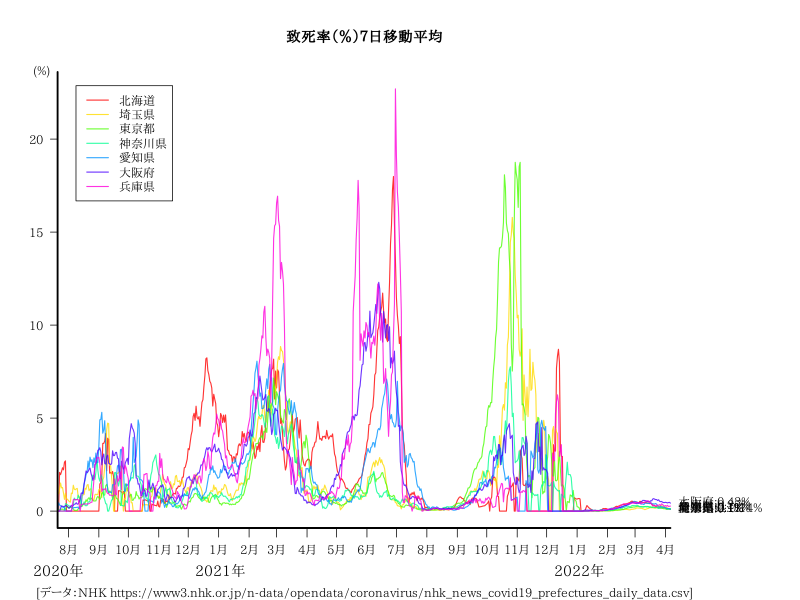 致死率(%)7日移動平均
(%)
北海道
埼玉県
東京都
神奈川県
愛知県
大阪府
兵庫県
20
15
10
5
0
大阪府:0.43%
8月 9月 10月 11月 12月 1月 2月 3月 4月 5月 6月 7月 8月 9月 10月 11月 12月 1月 2月 3月 4月
2020年 2021年 2022年
[データ:NHK https://www3.nhk.or.jp/n-data/opendata/coronavirus/nhk_news_covid19_prefectures_daily_data.csv]